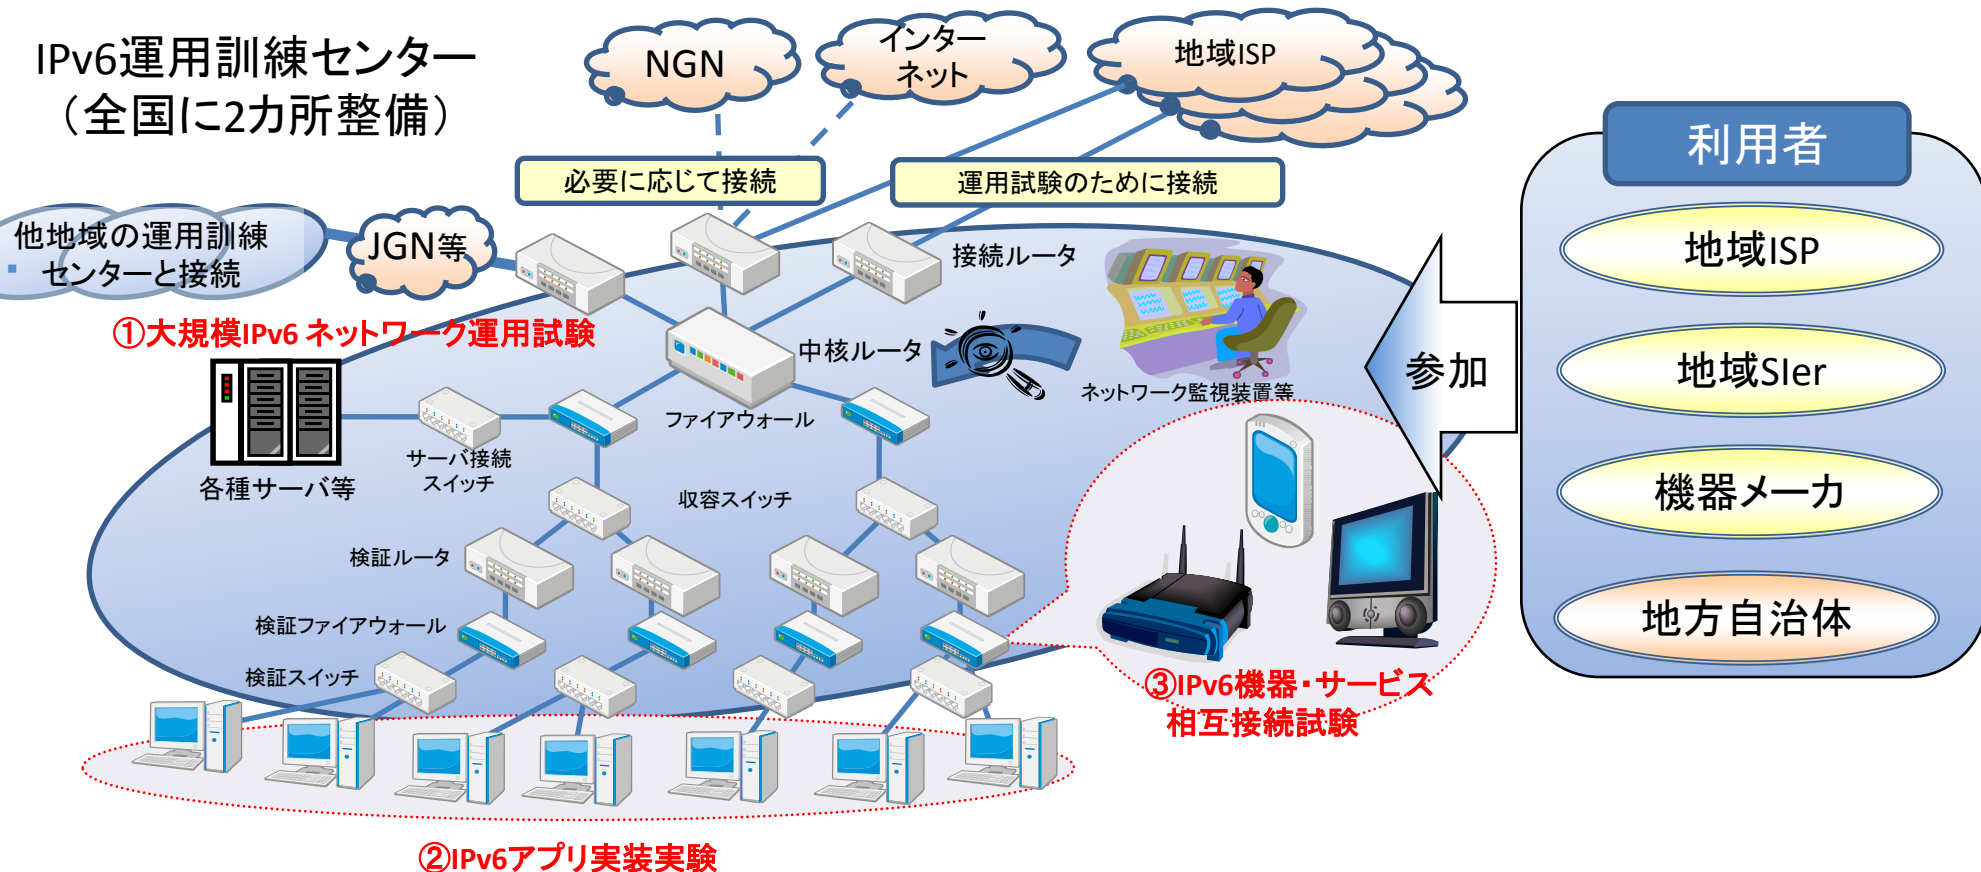 IPv6運用訓練センター
（全国に2カ所整備）
NGN
インター
ネット
地域ISP
必要に応じて接続
運用試験のために接続
他地域の運用訓練
センターと接続
JGN等
接続ルータ
①大規模IPv6 ネットワーク運用試験
中核ルータ
ネットワーク監視装置等
ファイアウォール
サーバ接続
スイッチ
各種サーバ等
収容スイッチ
検証ルータ
検証ファイアウォール
検証スイッチ
③IPv6機器・サービス
相互接続試験
②IPv6アプリ実装実験
参加
利用者
地域ISP
地域SIer
機器メーカ
地方自治体